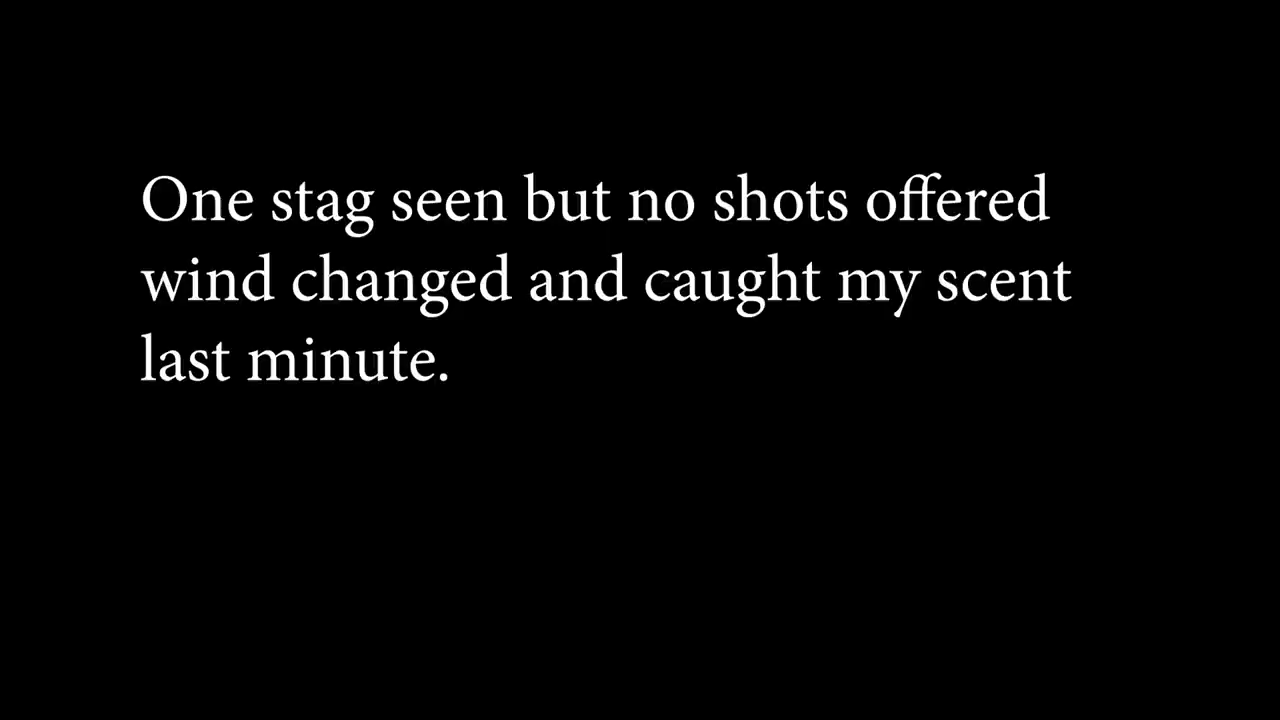 One stag seen but no shots offered
wind changed and caught my scent
last minute.